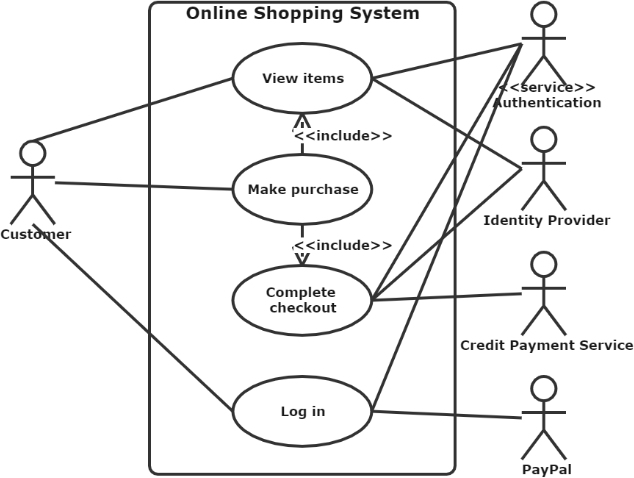 Online Shopping System
View items
<<service>>
Authentication
<<include>>
Make purchase
Customer
Identity Provider
<<include>>
Complete
checkout
Credit Payment Service
Log in
PayPal